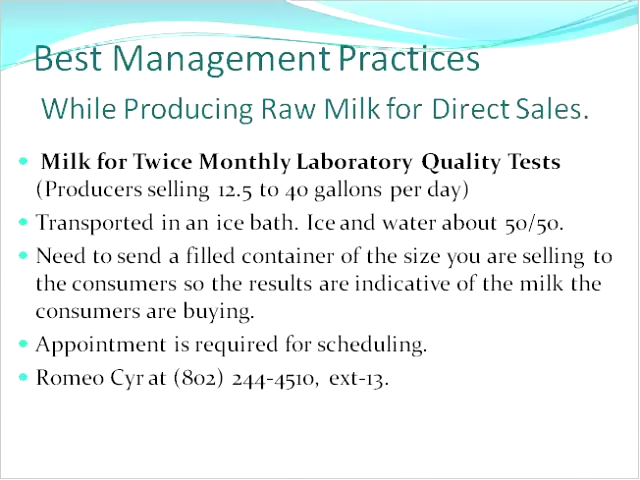 Best Management Practices
While Producing Raw Milk for Direct Sales.
Milk for Twice Monthly Laboratory Quality Tests
(Producers selling 12.5 to 40 gallons per day)
Transported in an ice bath. Ice and water about 50/50.
Need to send a filled container of the size you are selling to
the consumers so the results are indicative of the milk the
consumers are buying.
Appointment is required for scheduling.
Romeo Cyr at (802) 244-4510, ext-13.